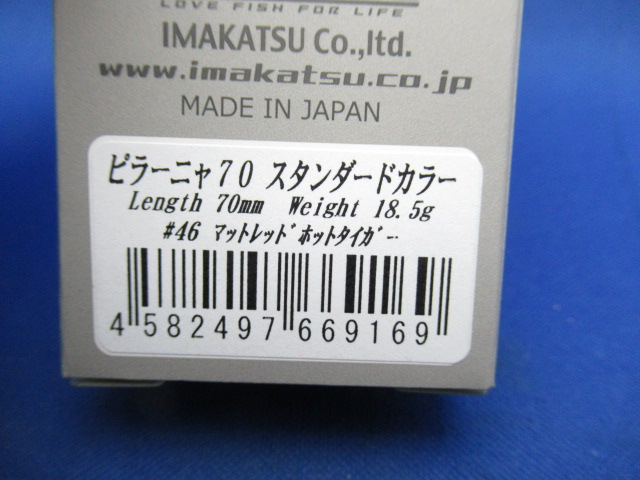 LOVE FISH FOR LIFE
IMAKATSU Co.,ltd.
www.imakatsu.co.jp
MADE IN JAPAN
ピラーニャ70 スタンダードカラー
Length 70mm Weight 18.5g
#46 マットレッドホットタイガー
4 582497 669169